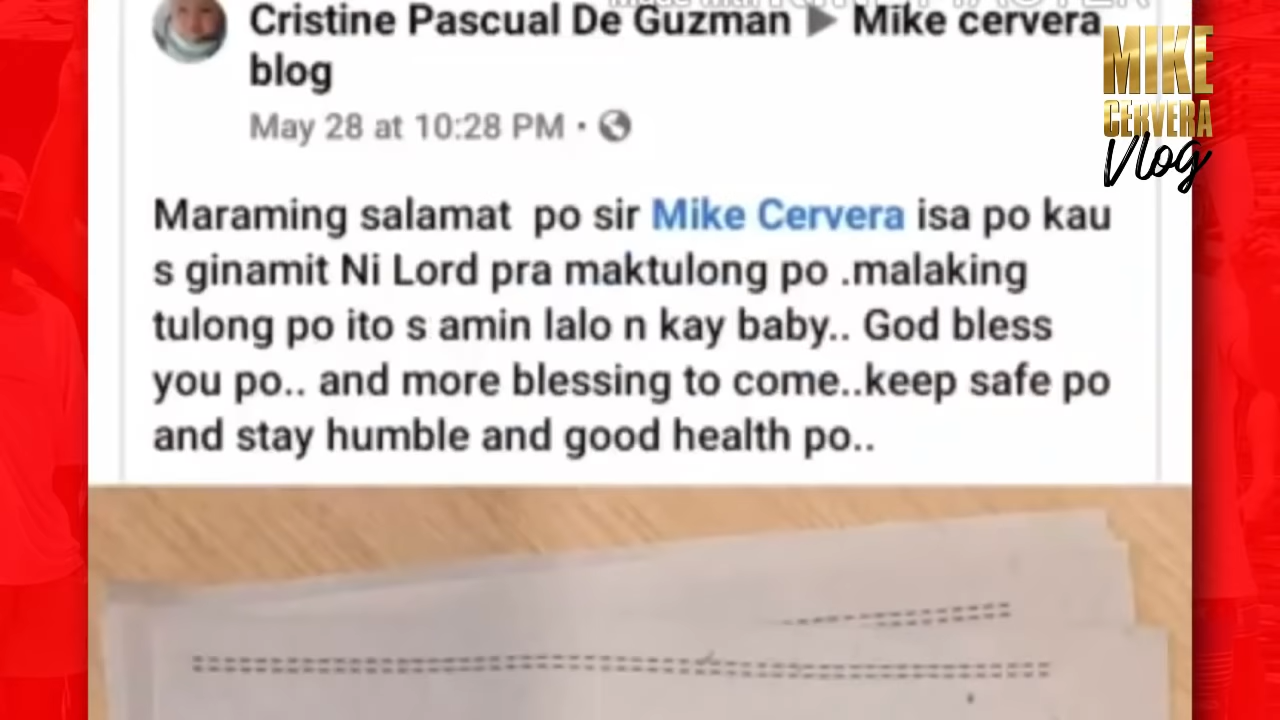 Cristine Pascual De Guzman ▶ Mike cervera
blog
May 28 at 10:28 PM ·
MIKE
CERVERA
Vlog
Maraming salamat po sir Mike Cervera isa po kau
s ginamit Ni Lord pra maktulong po .malaking
tulong po ito s amin lalo n kay baby.. God bless
you po.. and more blessing to come..keep safe po
and stay humble and good health po..